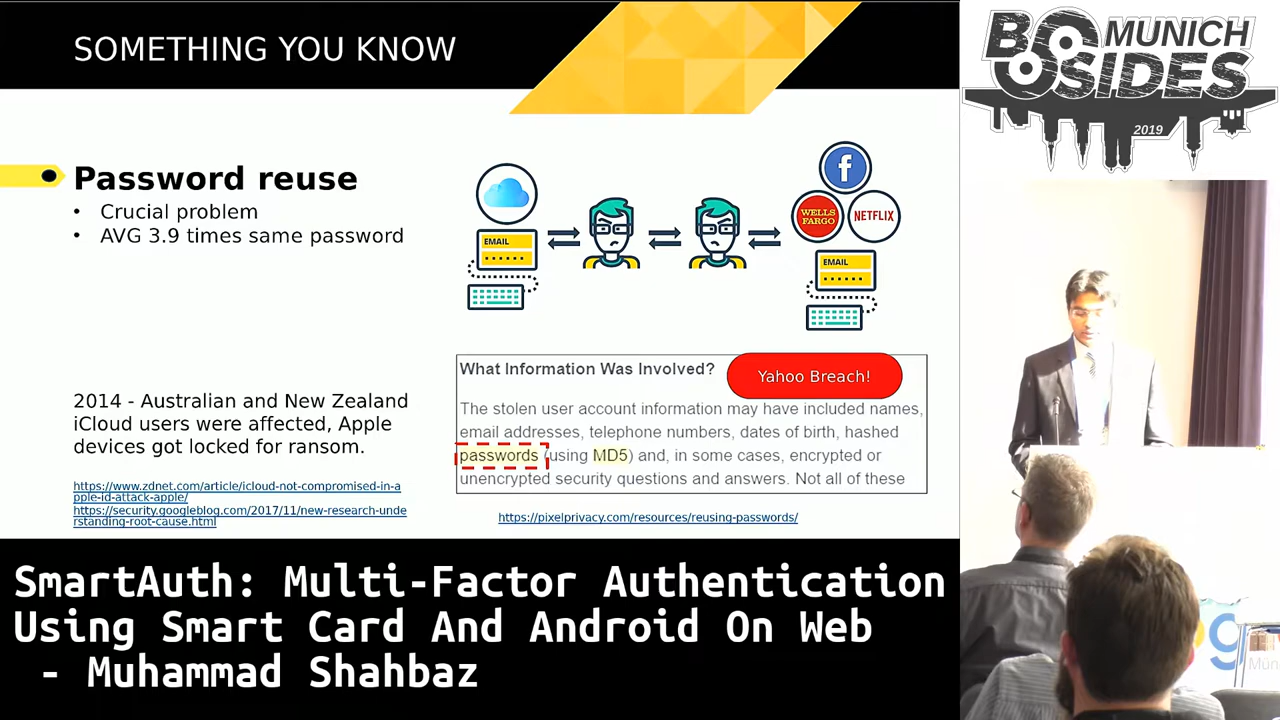 SOMETHING YOU KNOW
Password reuse
• Crucial problem
• AVG 3.9 times same password
EMAIL
f
WELLS
FARGO
NETFLIX
EMAIL
What Information Was Involved?
Yahoo Breach!
The stolen user account information may have included names,
email addresses, telephone numbers, dates of birth, hashed
passwords (using MD5) and, in some cases, encrypted or
unencrypted security questions and answers. Not all of these
2014 - Australian and New Zealand
iCloud users were affected, Apple
devices got locked for ransom.
https://www.zdnet.com/article/icloud-not-compromised-in-a
pple-id-attack-apple/
https://security.googleblog.com/2017/11/new-research-unde
rstanding-root-cause.html
https://pixelprivacy.com/resources/reusing-passwords/
SmartAuth: Multi-Factor Authentication
Using Smart Card And Android On Web
- Muhammad Shahbaz
BSIDES MUNICH
2019